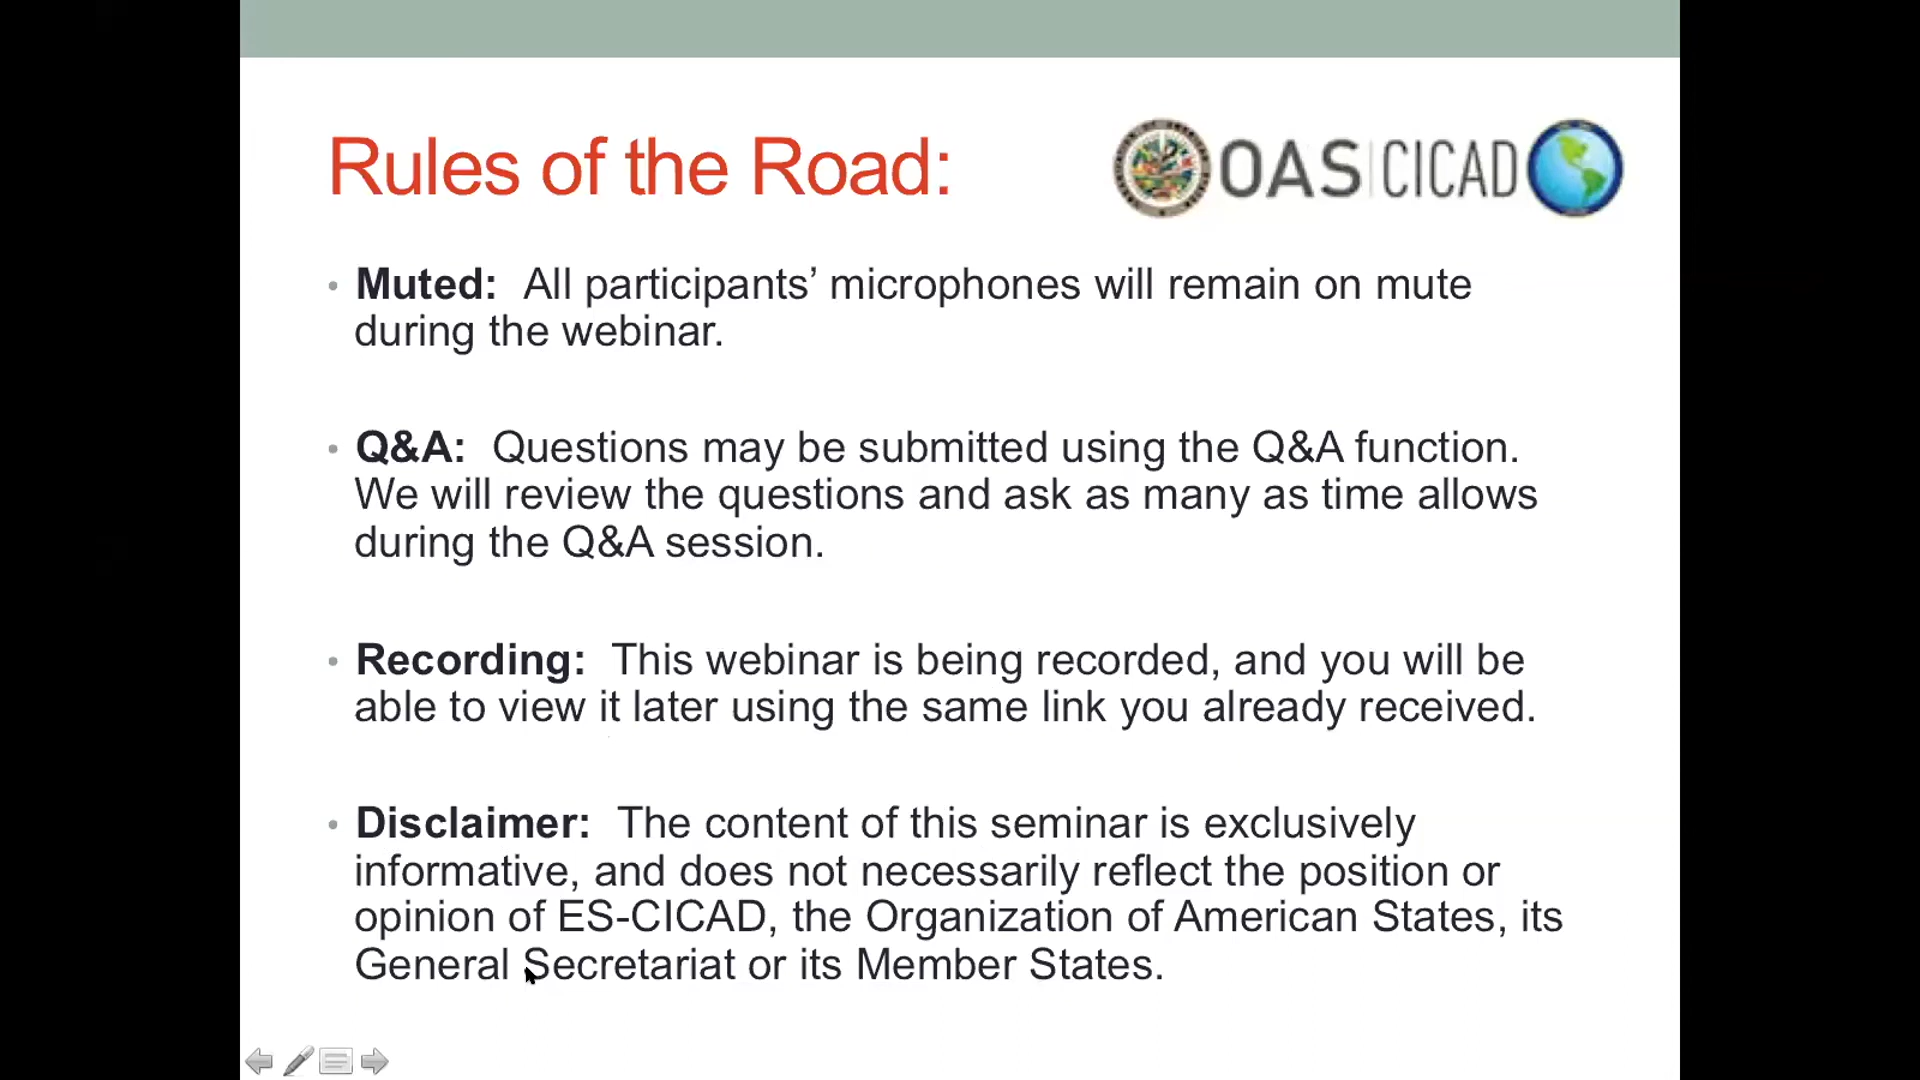 Rules of the Road:
OAS|CICAD
• Muted:  All participants’ microphones will remain on mute
during the webinar.
• Q&A:  Questions may be submitted using the Q&A function.
We will review the questions and ask as many as time allows
during the Q&A session.
• Recording:  This webinar is being recorded, and you will be
able to view it later using the same link you already received.
• Disclaimer:  The content of this seminar is exclusively
informative, and does not necessarily reflect the position or
opinion of ES-CICAD, the Organization of American States, its
General Secretariat or its Member States.